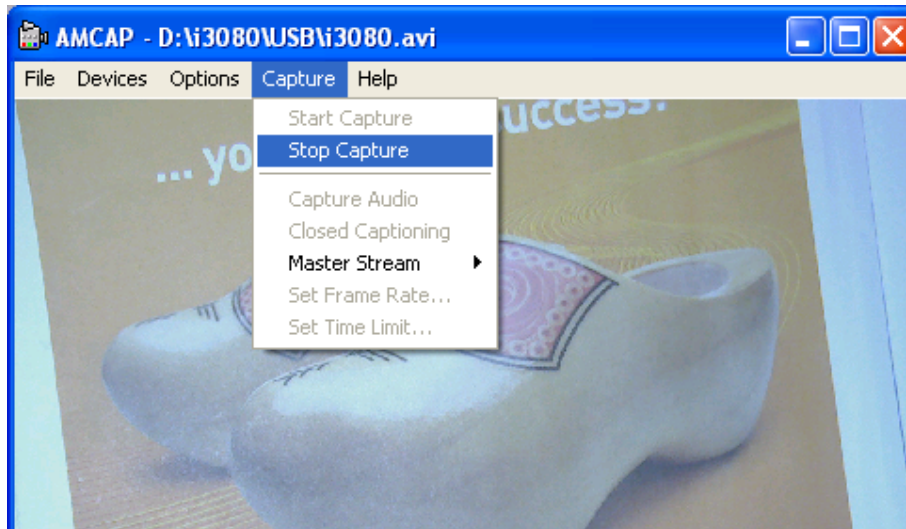 AMCAP - D:\i3080\USB\i3080.avi
File Devices Options Capture Help
Start Capture
Stop Capture
Capture Audio
Closed Captioning
Master Stream
Set Frame Rate...
Set Time Limit...
... yo
uccess.